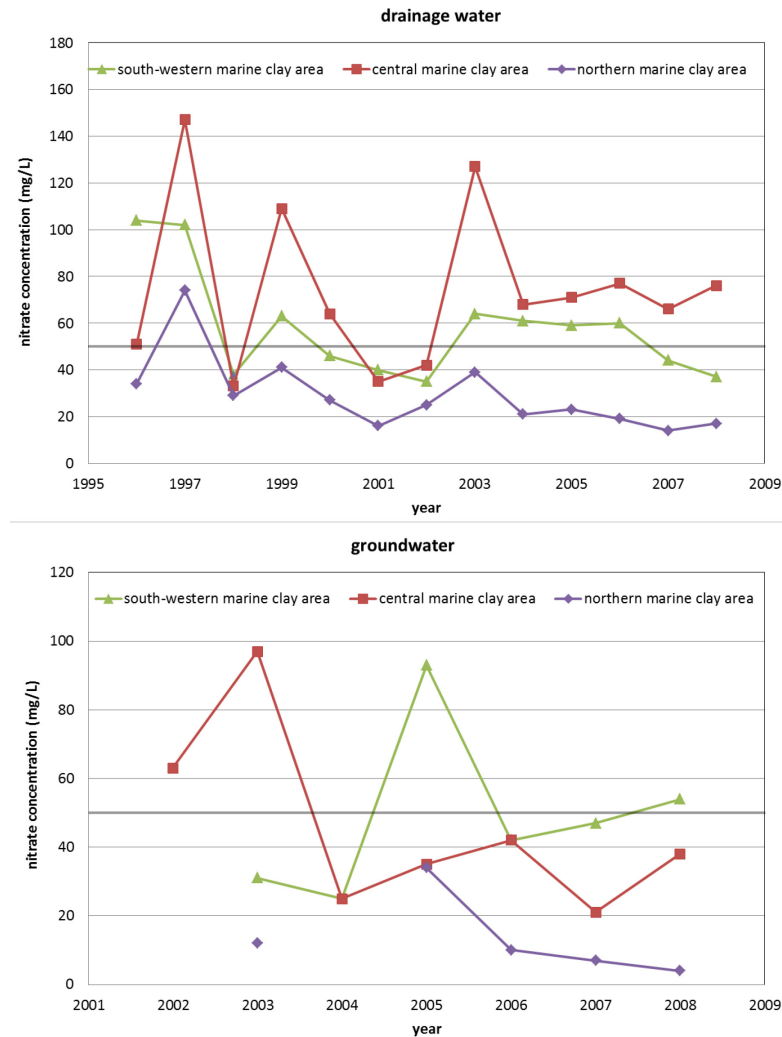 drainage water
180
south-western marine clay area central marine clay area northern marine clay area
160
140
120
100
80
60
40
20
0
nitrate concentration (mg/L)
1995 1997 1999 2001 2003 2005 2007 2009
year
groundwater
120
south-western marine clay area central marine clay area northern marine clay area
100
80
60
40
20
0
nitrate concentration (mg/L)
2001 2002 2003 2004 2005 2006 2007 2008 2009
year